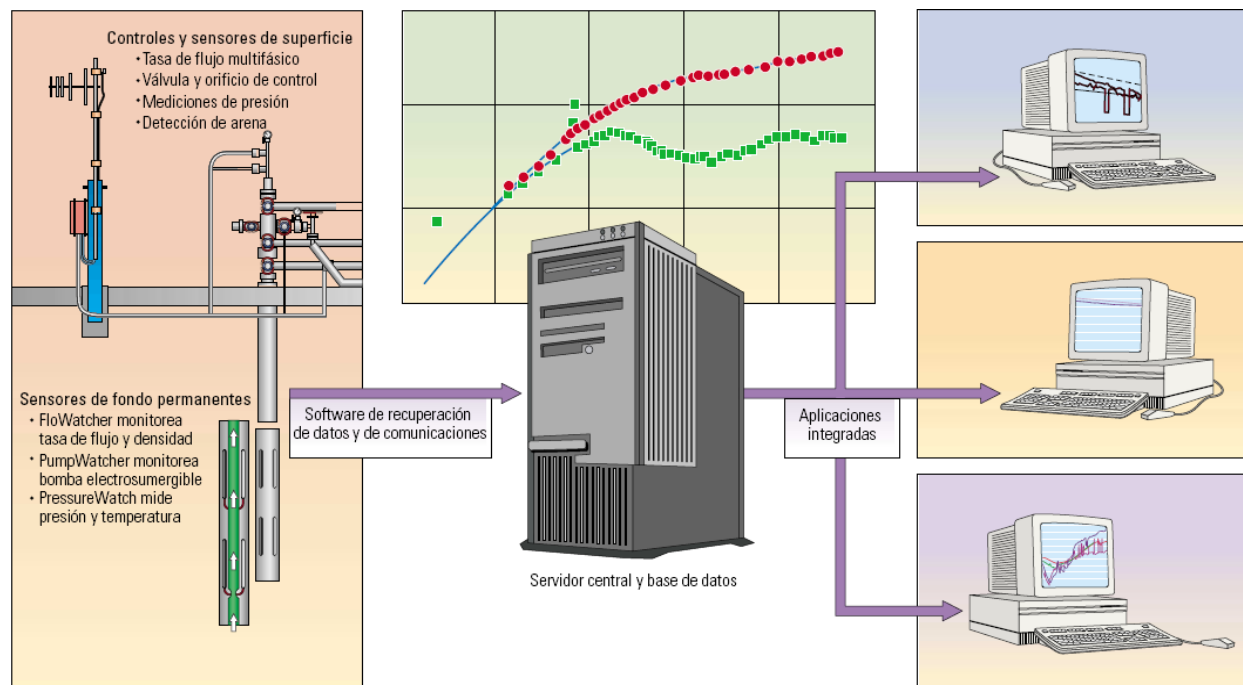 Controles y sensores de superficie
•Tasa de flujo multifásico
•Válvula y orificio de control
•Mediciones de presión
•Detección de arena
Sensores de fondo permanentes
• FloWatcher monitorea
tasa de flujo y densidad
• PumpWatcher monitorea
bomba electrosumergible
• PressureWatch mide
presión y temperatura
Software de recuperación
de datos y de comunicaciones
Servidor central y base de datos
Aplicaciones
integradas